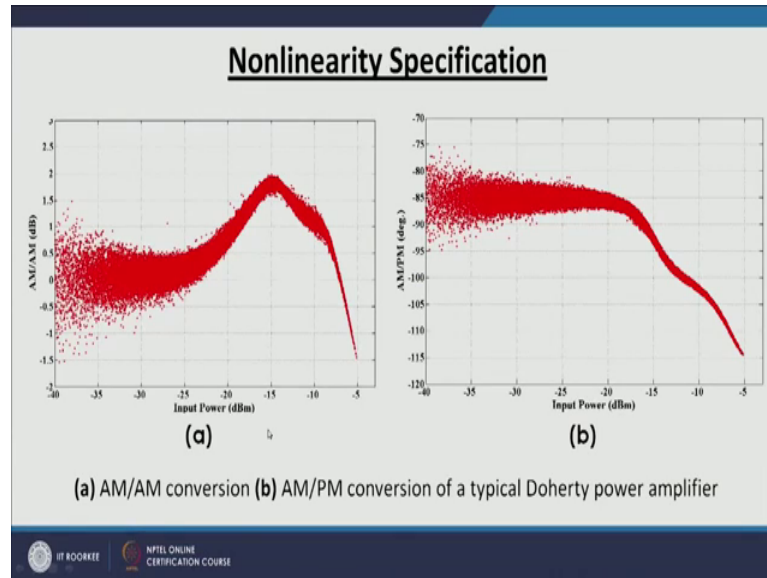 Nonlinearity Specification
3
2.5
2
1.5
1
0.5
0
-0.5
-1
-1.5
-2
AM/AM (dB)
-40 -35 -30 -25 -20 -15 -10 -5
Input Power (dBm)
(a)
-70
-75
-80
-85
-90
-95
-100
-105
-110
-115
-120
AM/PM (deg.)
-40 -35 -30 -25 -20 -15 -10 -5
Input Power (dBm)
(b)
(a) AM/AM conversion (b) AM/PM conversion of a typical Doherty power amplifier
IIT ROORKEE
NPTEL ONLINE
CERTIFICATION COURSE